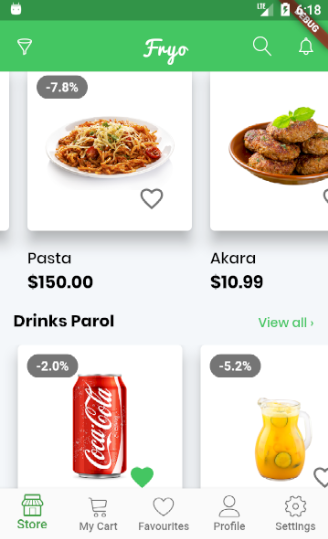 LTE 6:18
DEBUG
Fryo
-7.8%
Pasta
$150.00
Akara
$10.99
Drinks Parol
View all ›
-2.0%
-5.2%
Coca-Cola
Store
My Cart
Favourites
Profile
Settings